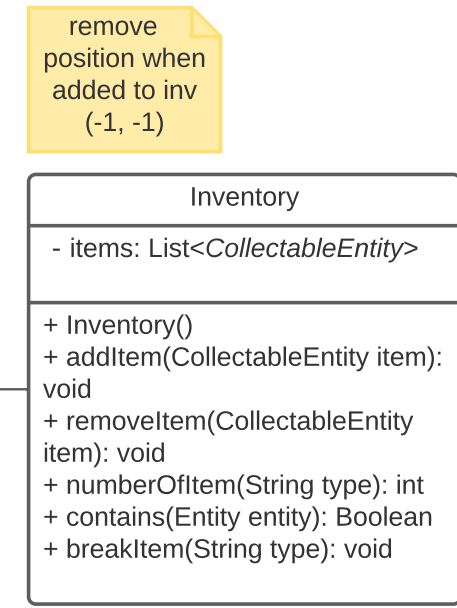 remove
position when
added to inv
(-1, -1)
Inventory
- items: List<CollectableEntity>
+ Inventory()
+ addItem(CollectableEntity item):
void
+ removeItem(CollectableEntity
item): void
+ numberOfItem(String type): int
+ contains(Entity entity): Boolean
+ breakItem(String type): void